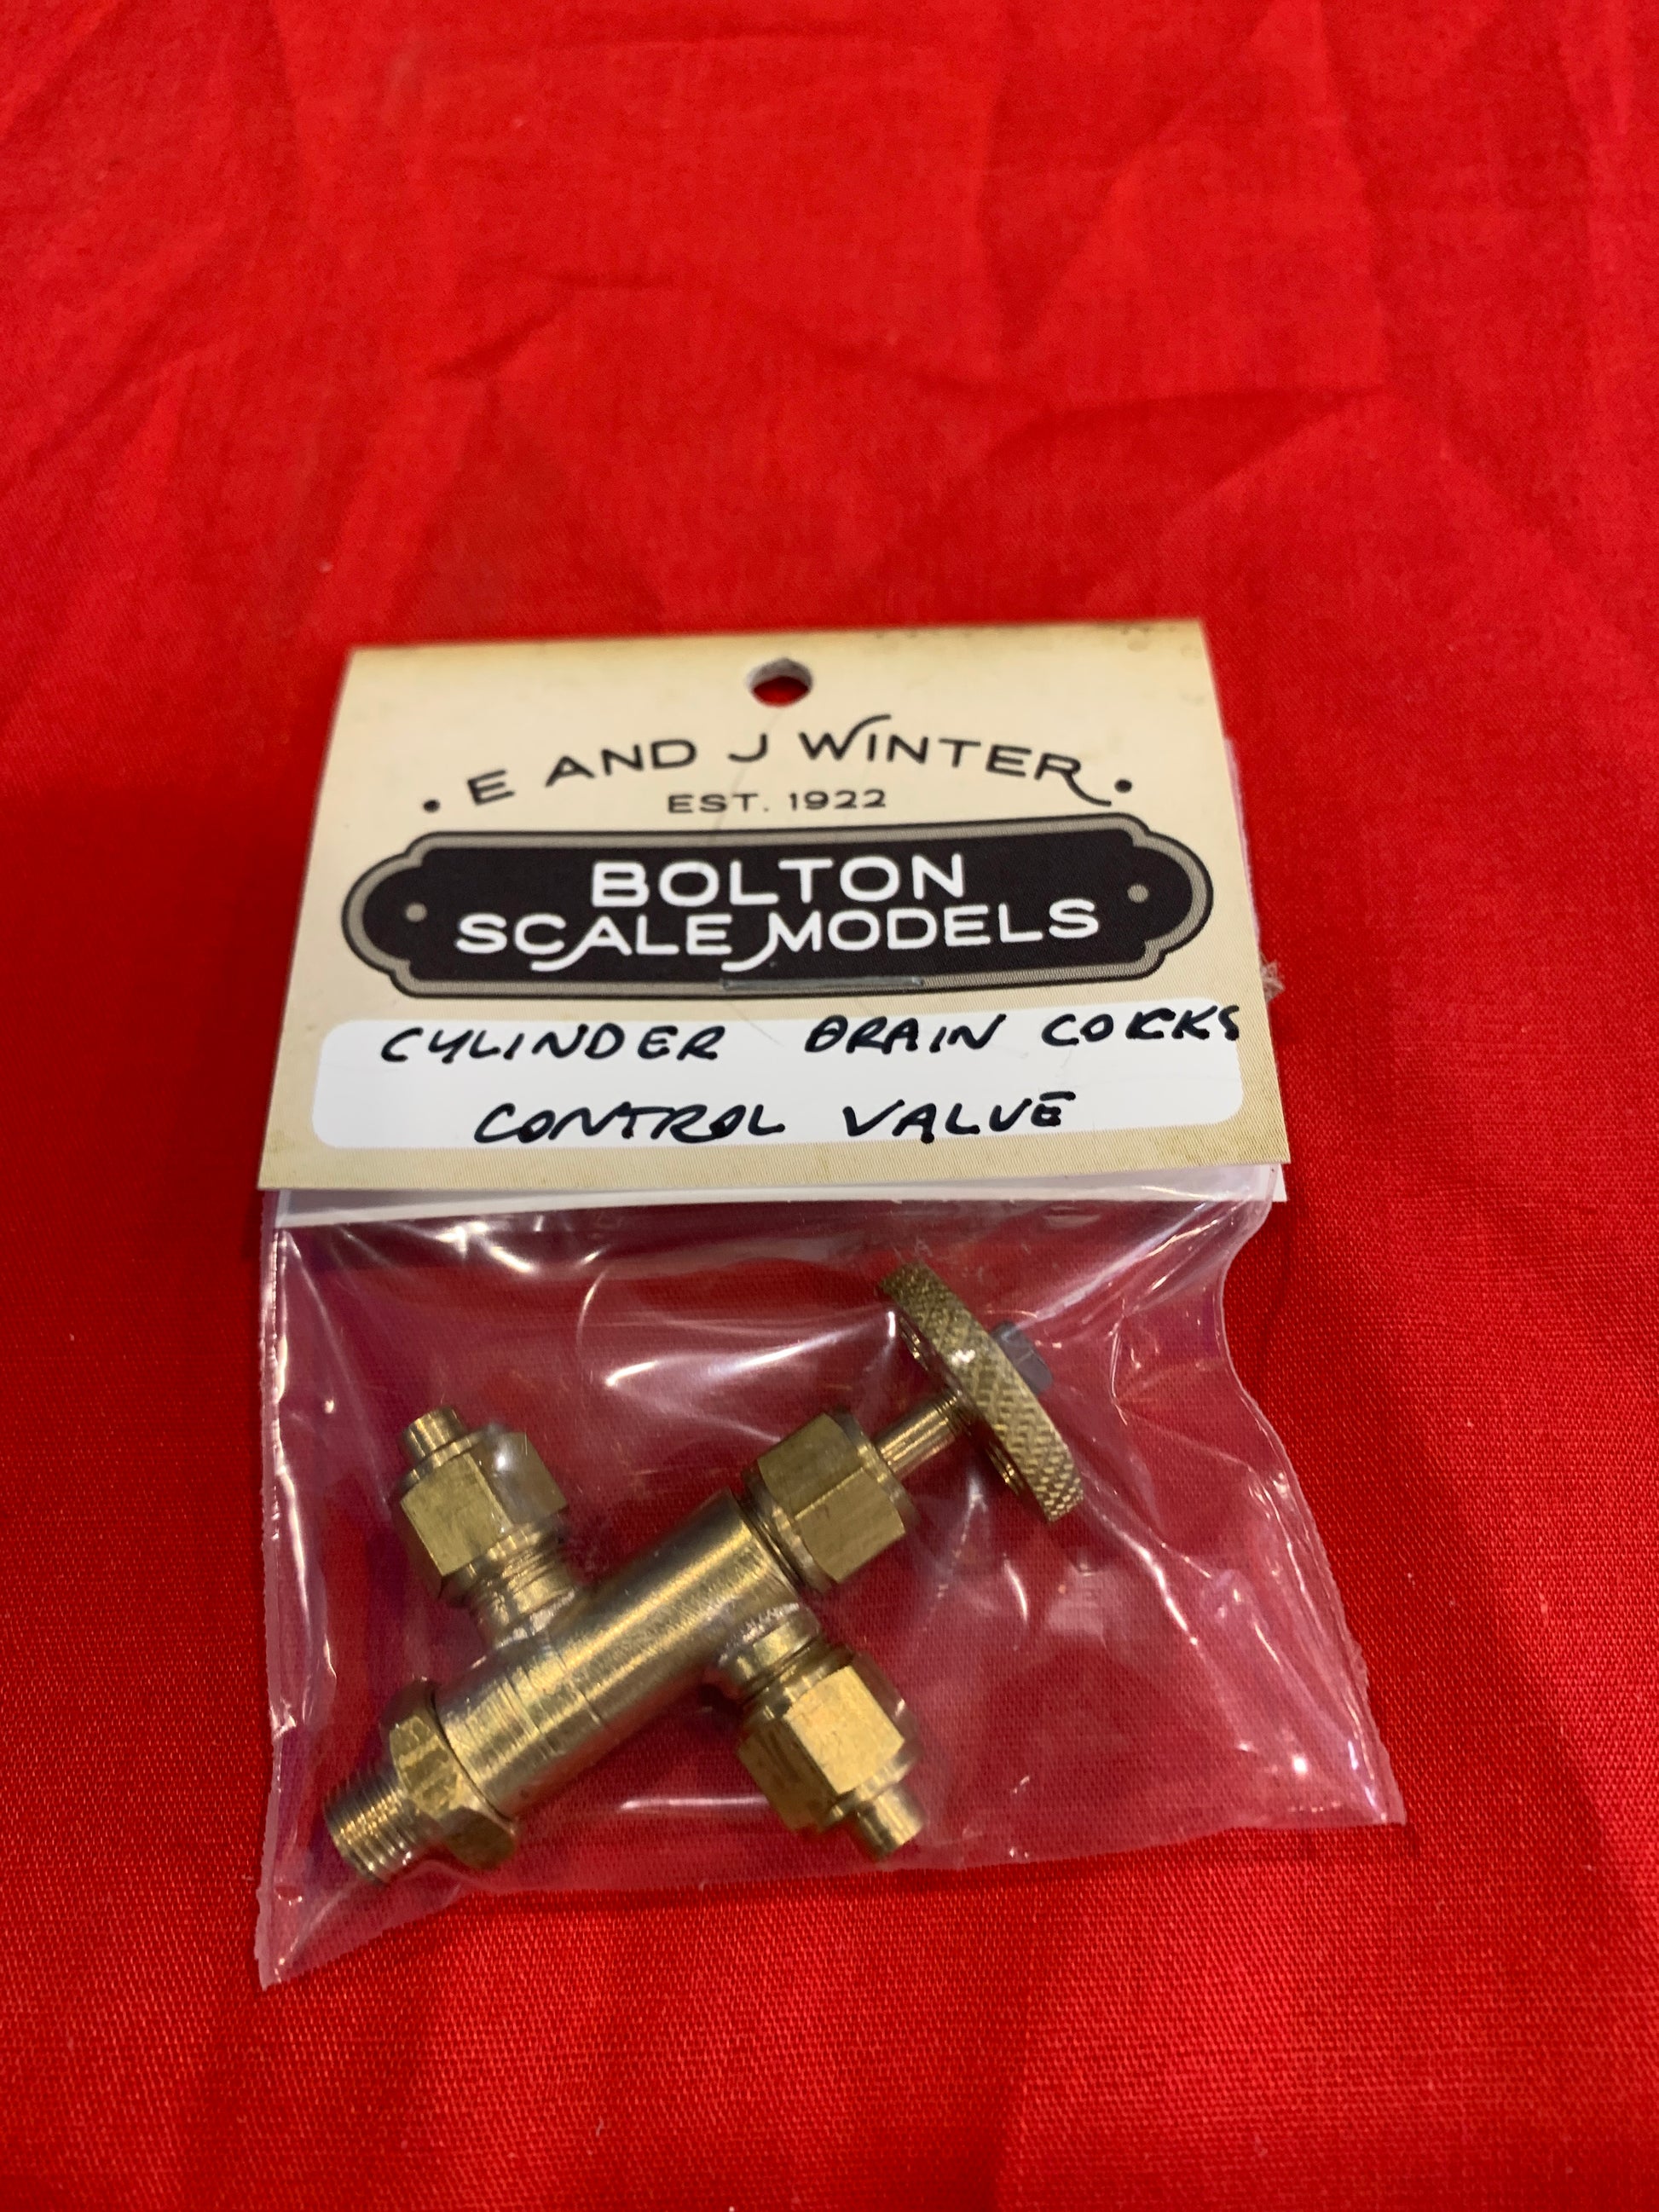 · E AND J WINTER ·
EST. 1922
BOLTON
SCALE MODELS
CYLINDER DRAIN COCKS
CONTROL VALVE